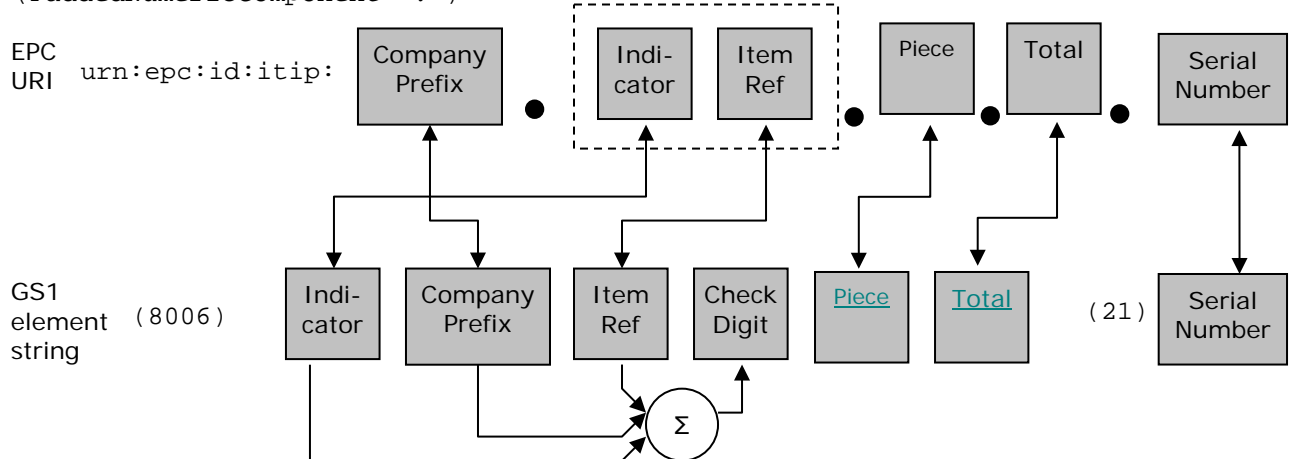 EPC
URI
urn:epc:id:itip:
Company
Prefix
Indi-
cator
Item
Ref
Piece
Total
Serial
Number
GS1
element
string
(8006)
Indi-
cator
Company
Prefix
Item
Ref
Check
Digit
Piece
Total
(21)
Serial
Number
Σ